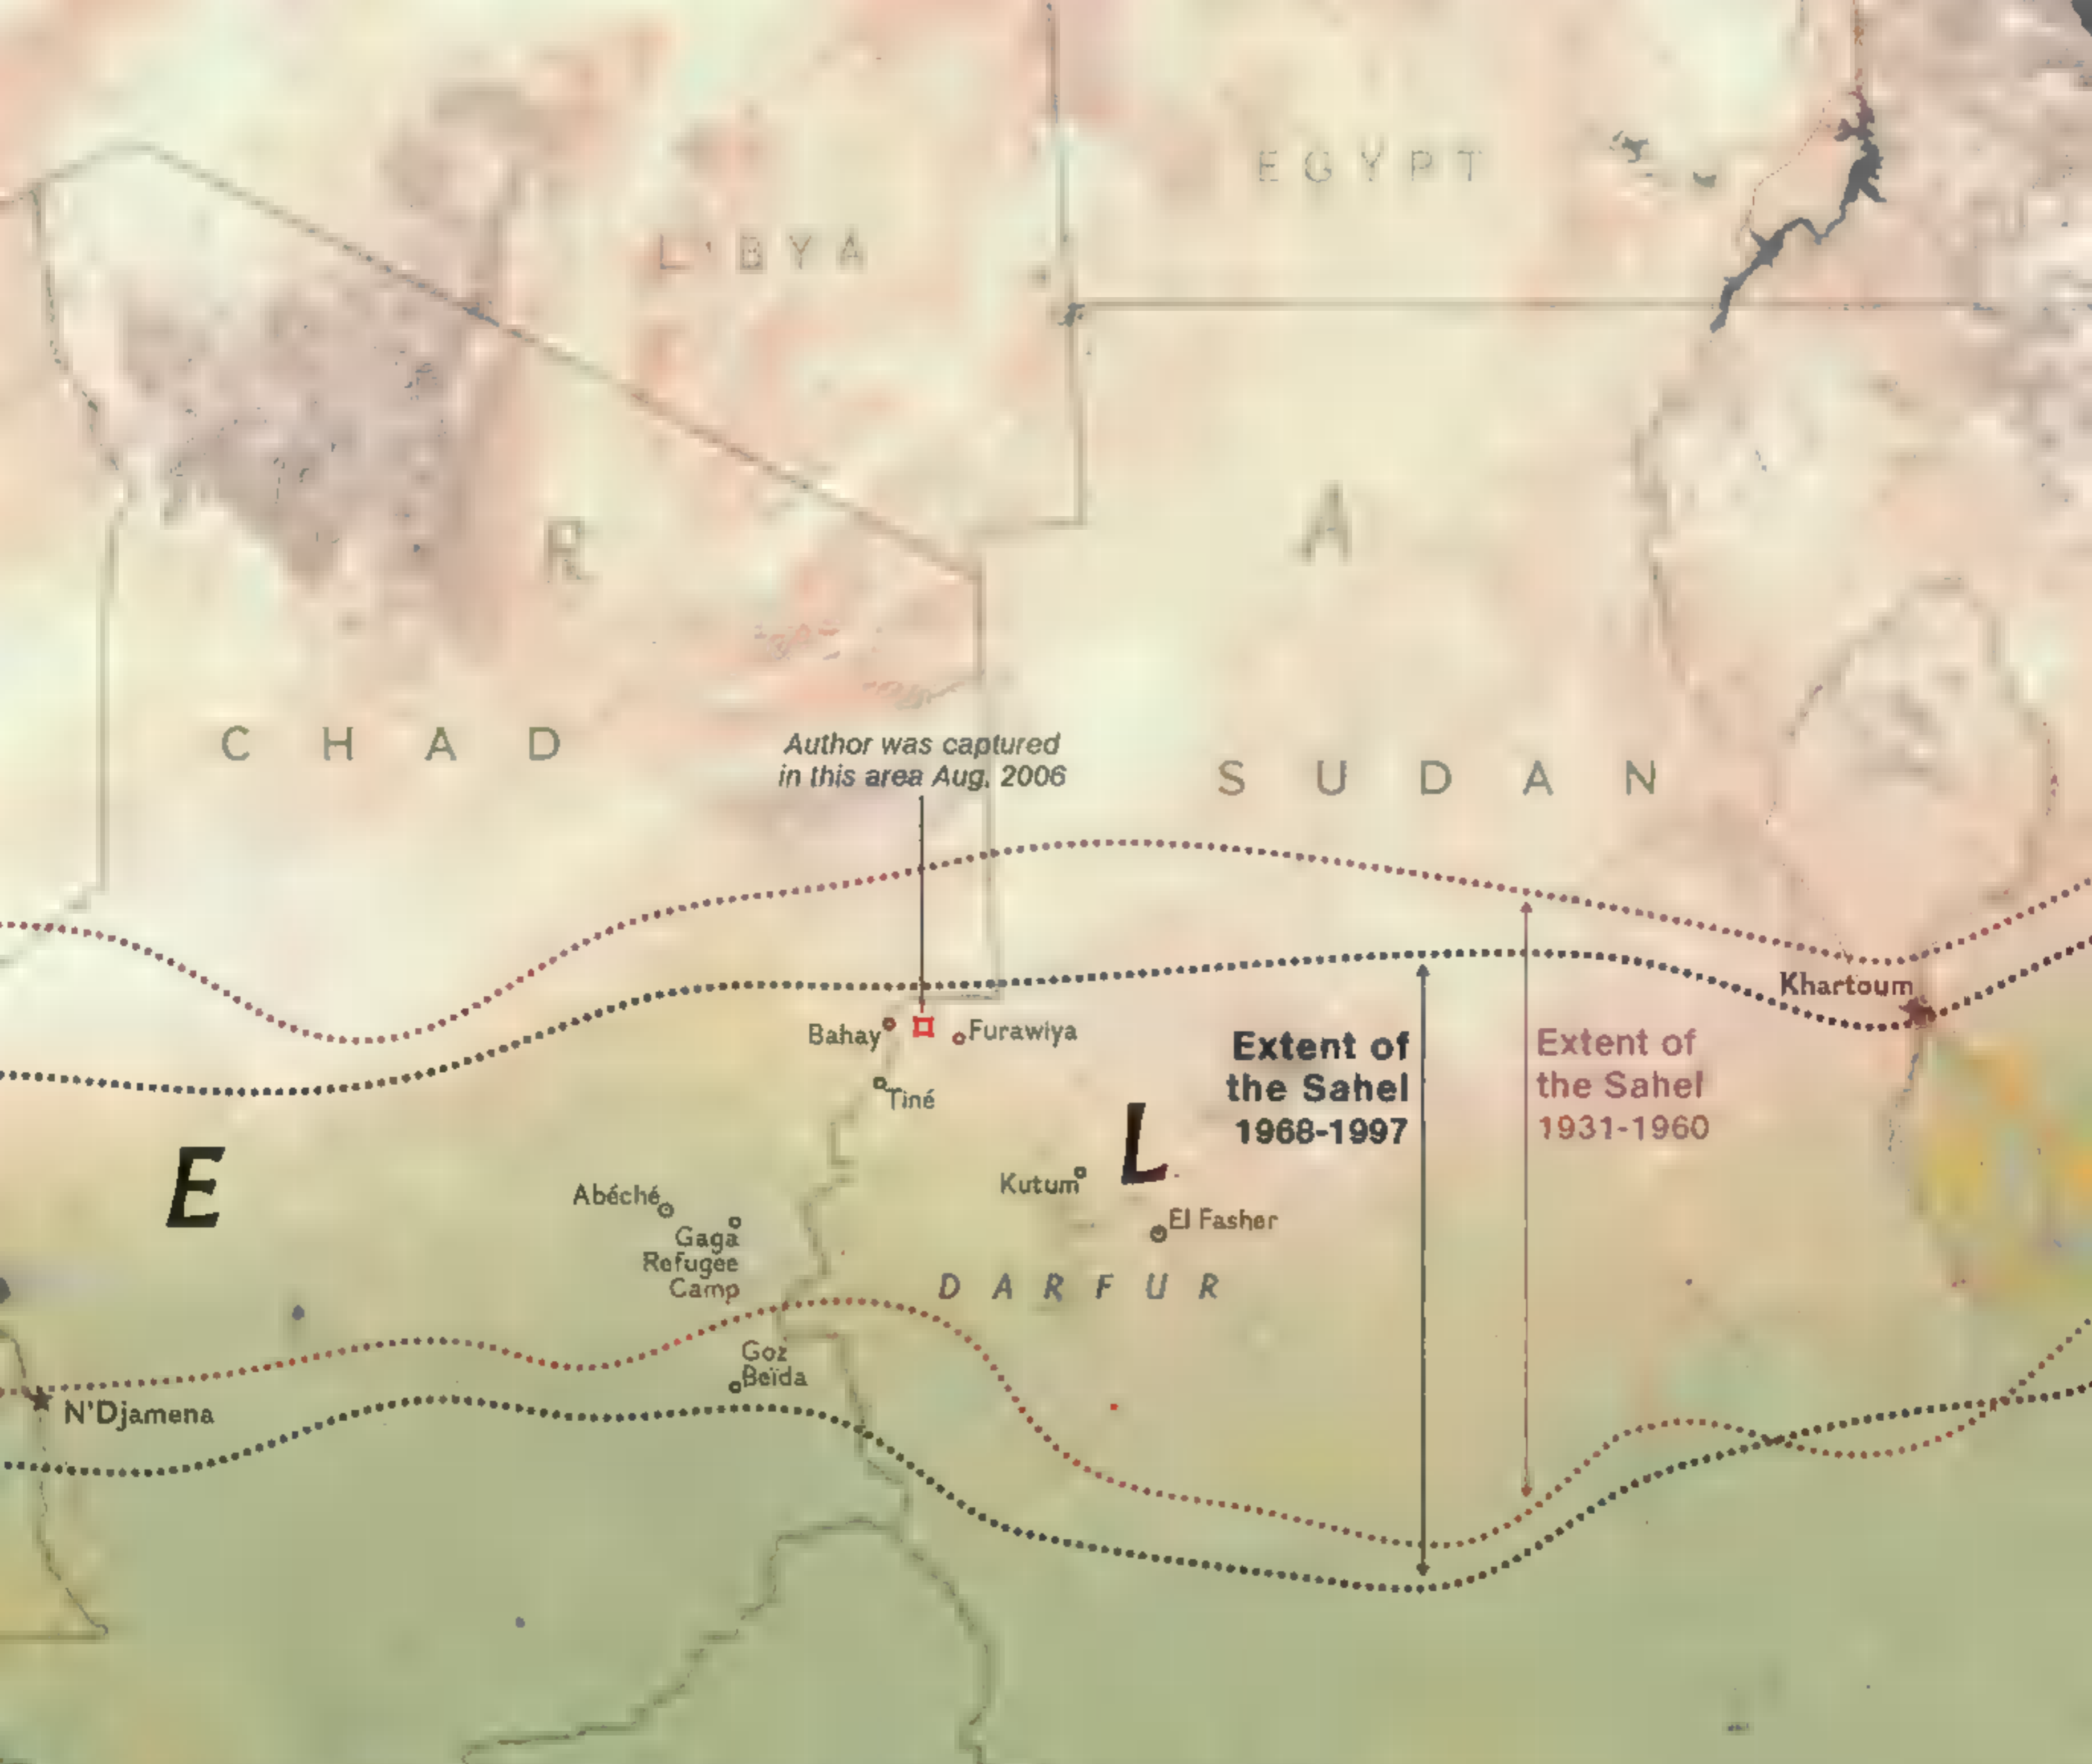 EGYPT
LIBYA
R
A
CHAD
Author was captured
in this area Aug. 2006
SUDAN
Khartoum
Bahay
Furawiya
Tiné
Extent of
the Sahel
1968-1997
Extent of
the Sahel
1931-1960
E
L
Kutum
Abéché
El Fasher
Gaga
Refugee
Camp
DARFUR
Goz
Beïda
N'Djamena